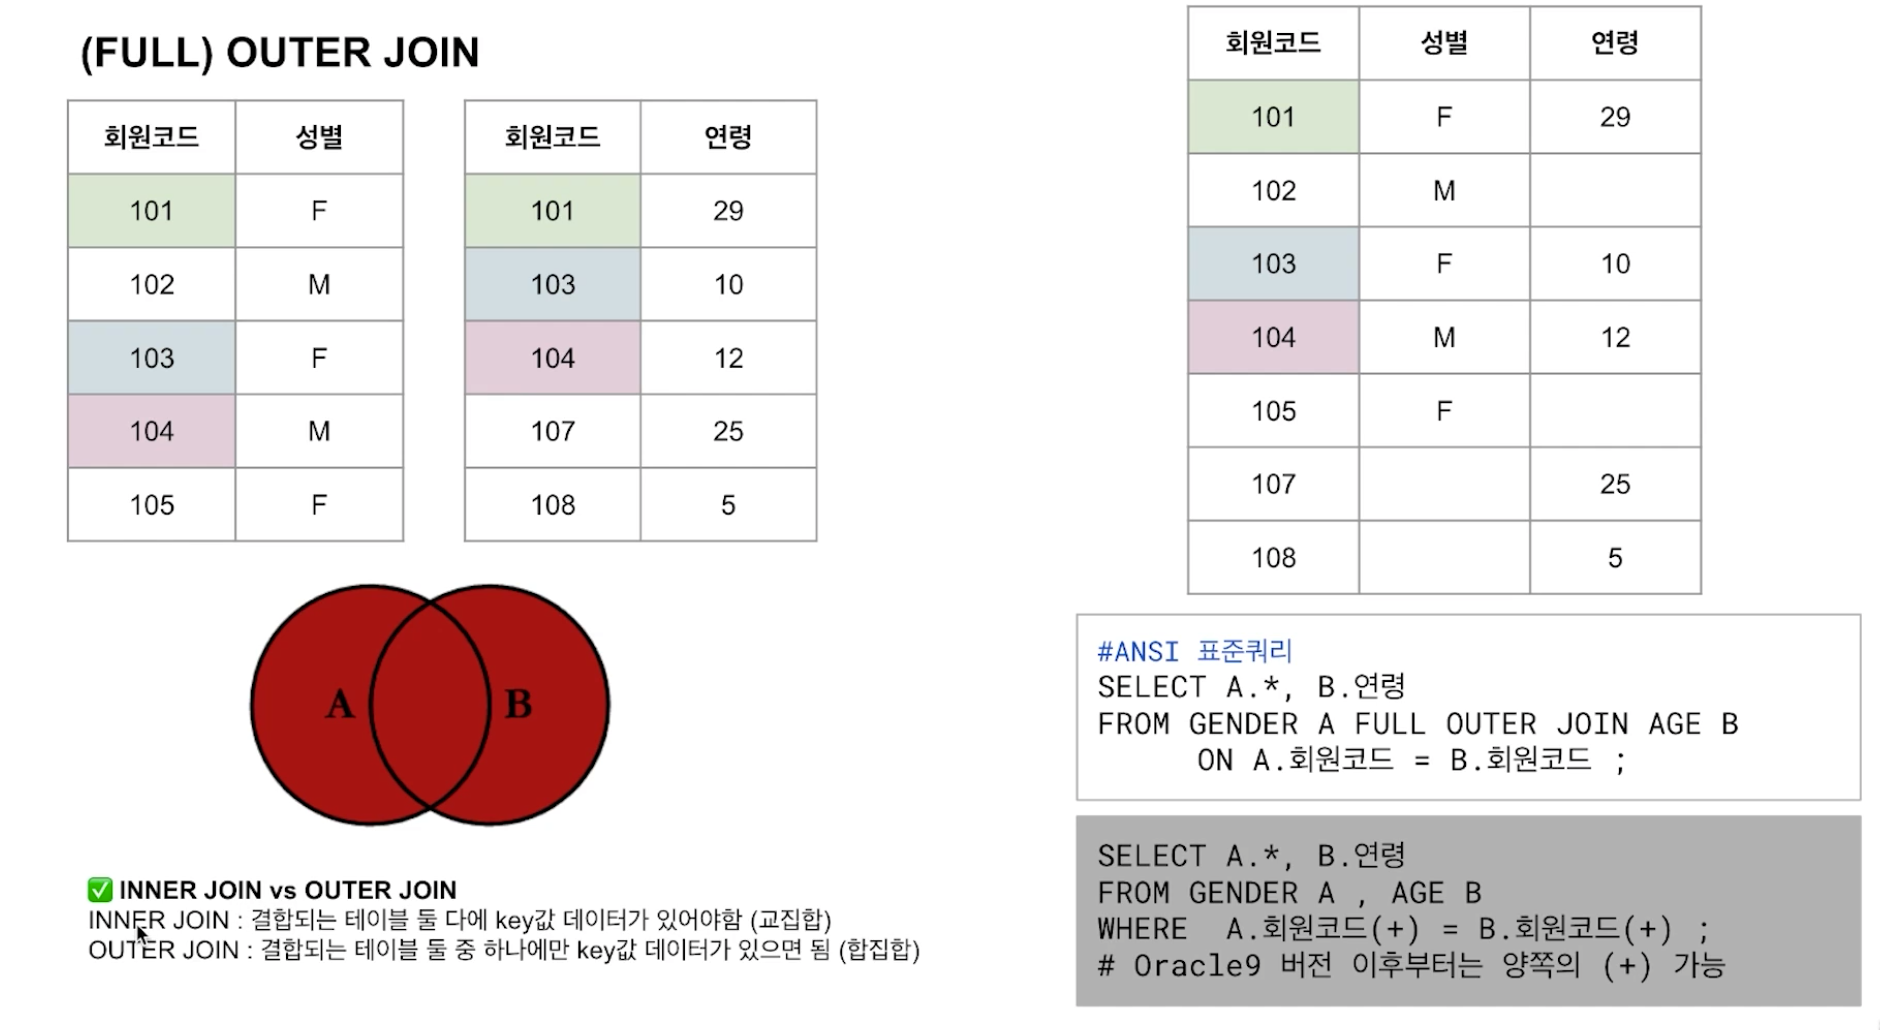 (FULL) OUTER JOIN
회원코드 성별
101 F
102 M
103 F
104 M
105 F
회원코드 연령
101 29
103 10
104 12
107 25
108 5
A B
✅ INNER JOIN vs OUTER JOIN
INNER JOIN : 결합되는 테이블 둘 다에 key값 데이터가 있어야함 (교집합)
OUTER JOIN : 결합되는 테이블 둘 중 하나에만 key값 데이터가 있으면 됨 (합집합)
회원코드 성별 연령
101 F 29
102 M
103 F 10
104 M 12
105 F
107 25
108 5
#ANSI 표준쿼리
SELECT A.*, B.연령
FROM GENDER A FULL OUTER JOIN AGE B
ON A.회원코드 = B.회원코드 ;
SELECT A.*, B.연령
FROM GENDER A , AGE B
WHERE A.회원코드(+) = B.회원코드(+) ;
# Oracle9 버전 이후부터는 양쪽의 (+) 가능